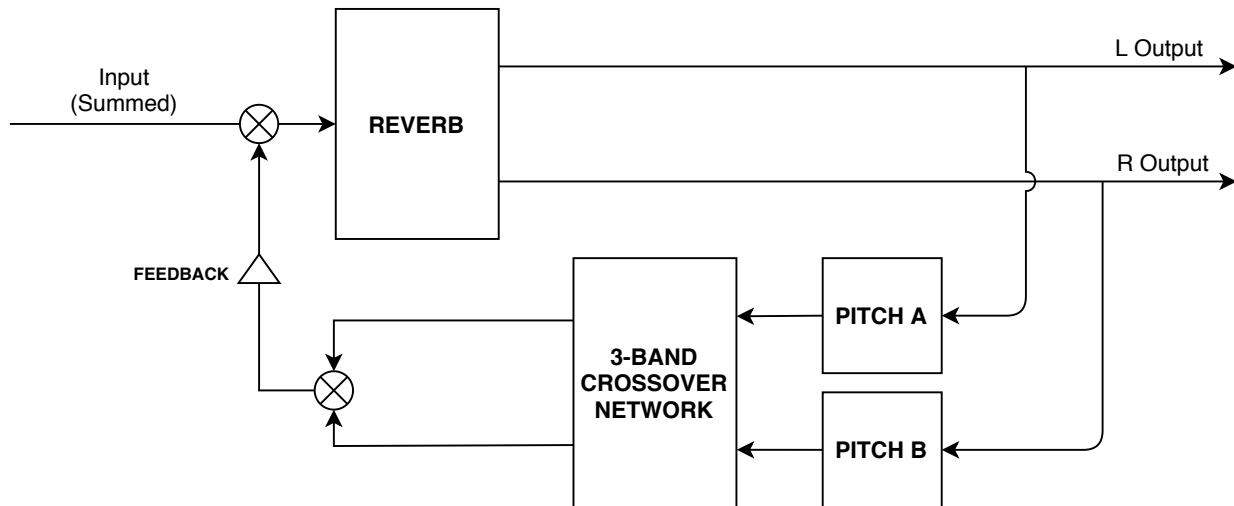 L Output
Input
(Summed)
REVERB
R Output
FEEDBACK
PITCH A
3-BAND
CROSSOVER
NETWORK
PITCH B